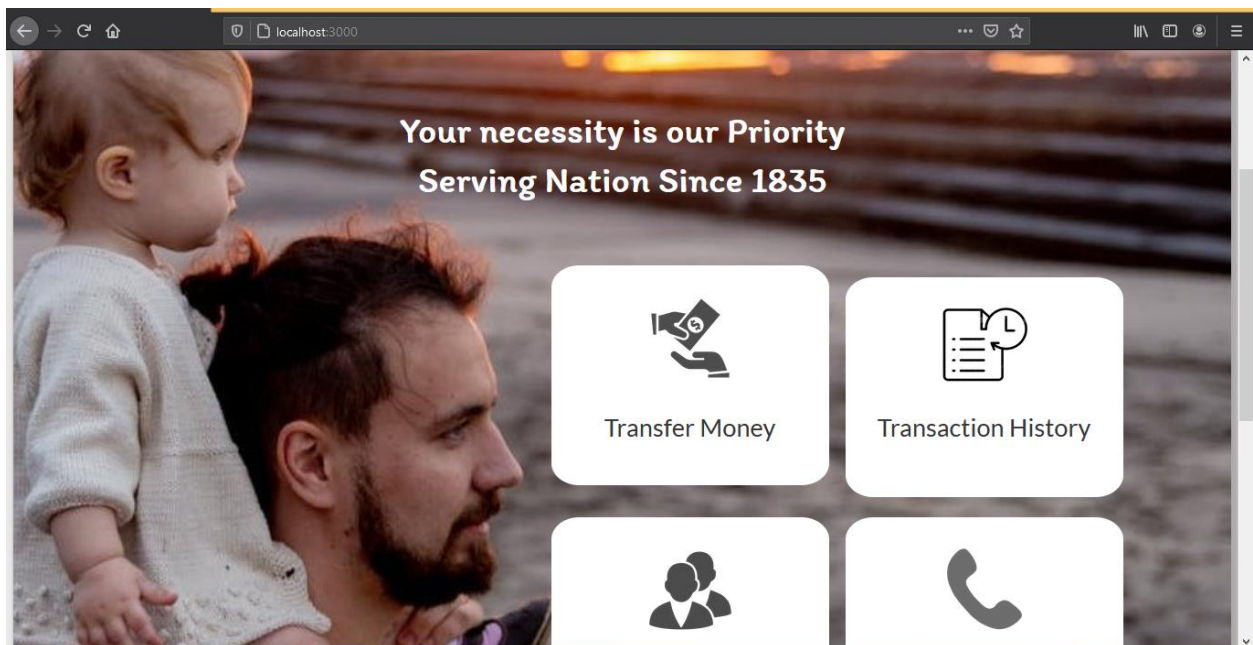 localhost:3000
Your necessity is our Priority
Serving Nation Since 1835
Transfer Money
Transaction History